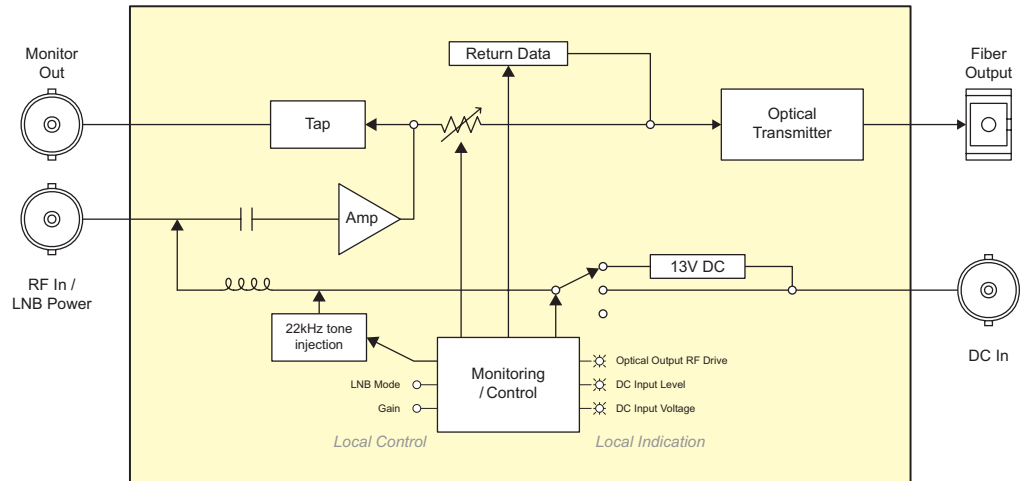 Monitor
Out
Return Data
Fiber
Output
Tap
Optical
Transmitter
Amp
RF In /
LNB Power
13V DC
22kHz tone
injection
DC In
Monitoring
/ Control
LNB Mode
Gain
Optical Output RF Drive
DC Input Level
DC Input Voltage
Local Control
Local Indication